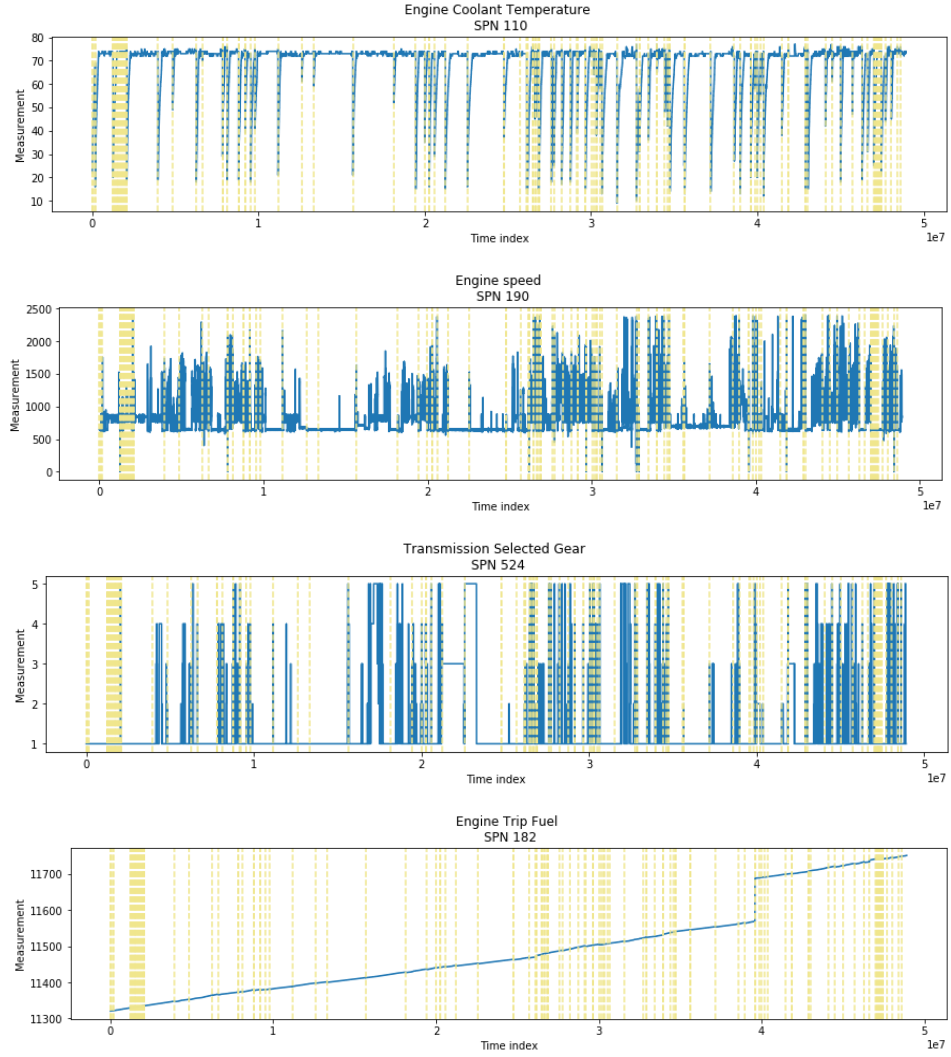 Engine Coolant Temperature
SPN 110
80
70
60
50
40
30
20
10
Measurement
0 1 2 3 4 5
1e7
Time index
Engine speed
SPN 190
2500
2000
1500
1000
500
0
Measurement
0 1 2 3 4 5
1e7
Time index
Transmission Selected Gear
SPN 524
5
4
3
2
1
Measurement
0 1 2 3 4 5
1e7
Time index
Engine Trip Fuel
SPN 182
11700
11600
11500
11400
11300
Measurement
0 1 2 3 4 5
1e7
Time index